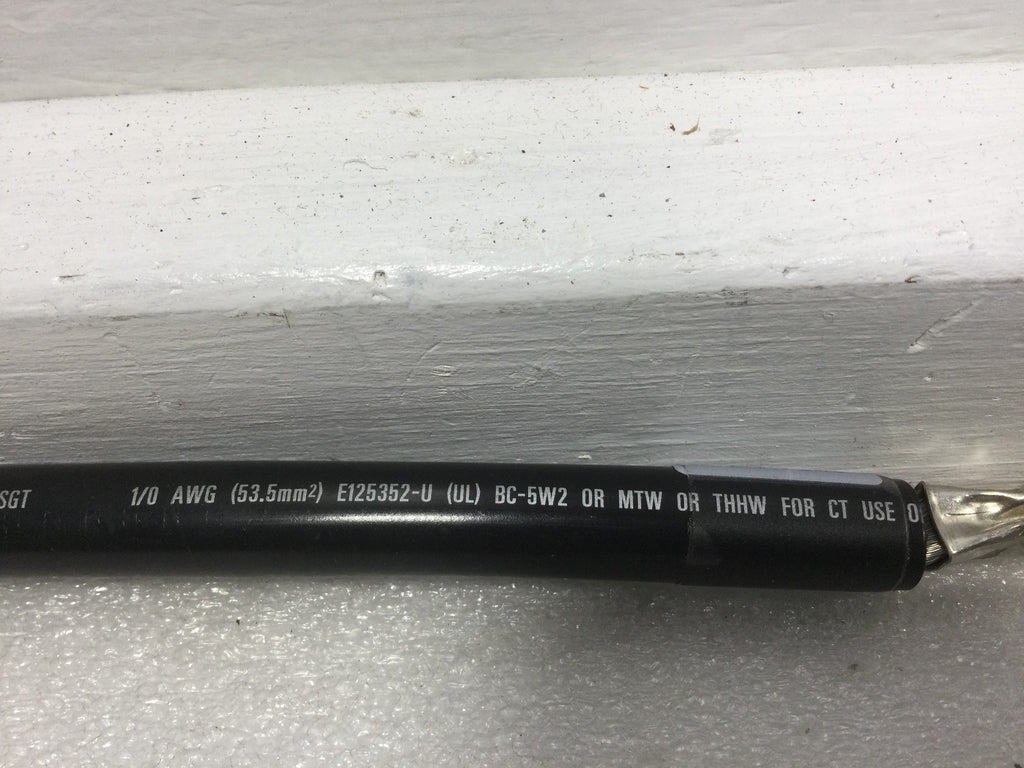 SGT 1/0 AWG (53.5mm²) E125352-U (UL) BC-5W2 OR MTW OR THHW FOR CT USE O